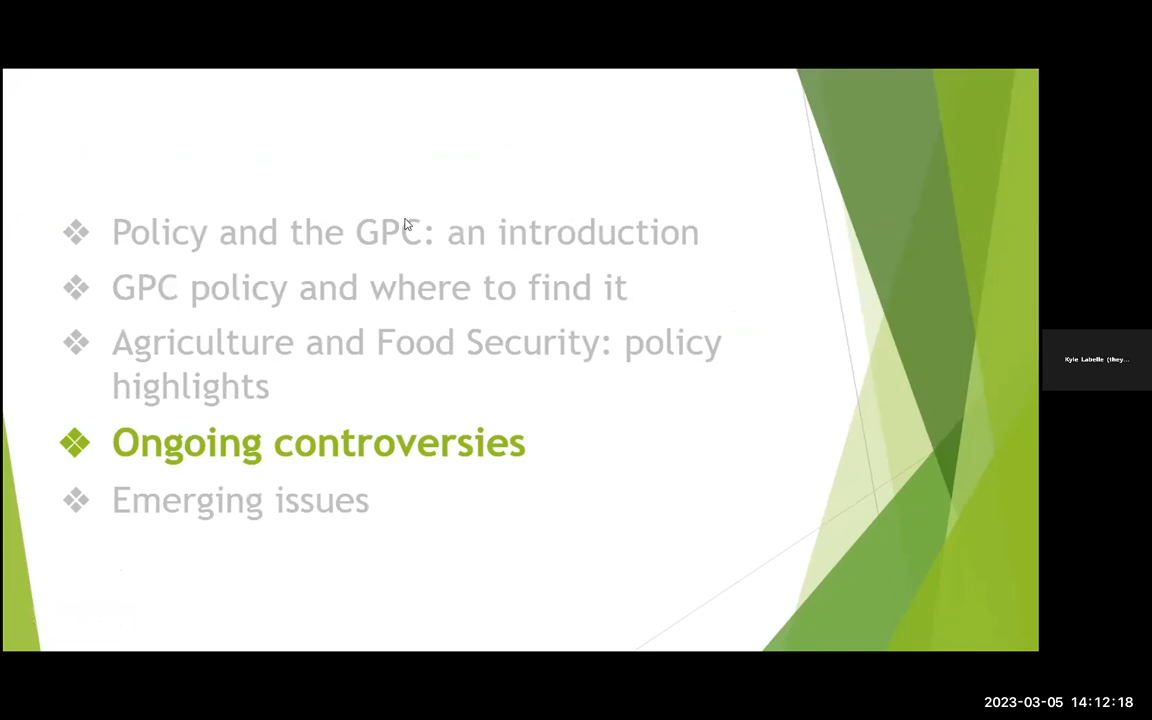 Policy and the GPC: an introduction
GPC policy and where to find it
Agriculture and Food Security: policy
highlights
Ongoing controversies
Emerging issues
Kyle Labelle (they...
2023-03-05 14:12:18